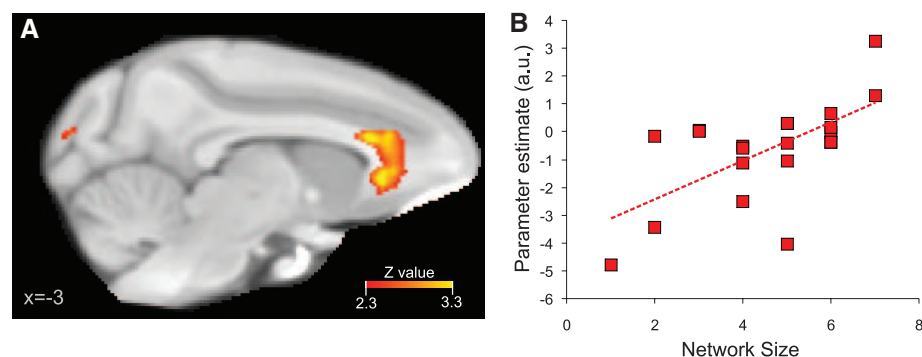 A
x=-3
Z value
2.3 3.3
B
Parameter estimate (a.u.)
4
3
2
1
0
-1
-2
-3
-4
-5
-6
0 2 4 6 8
Network Size